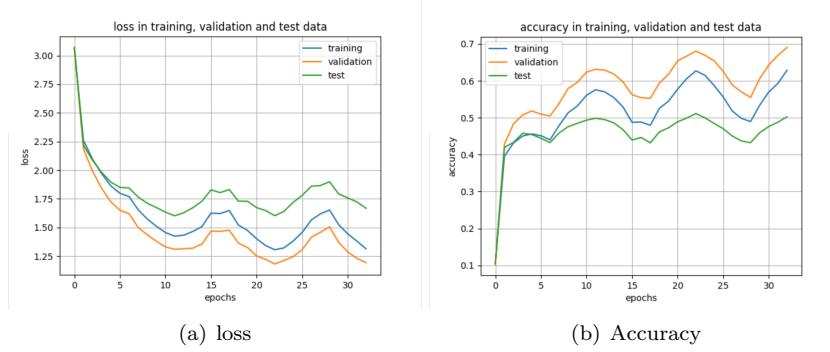 loss in training, validation and test data
training
validation
test
3.00
2.75
2.50
2.25
2.00
1.75
1.50
1.25
loss
0 5 10 15 20 25 30
epochs
(a) loss
accuracy in training, validation and test data
training
validation
test
0.7
0.6
0.5
0.4
0.3
0.2
0.1
accuracy
0 5 10 15 20 25 30
epochs
(b) Accuracy